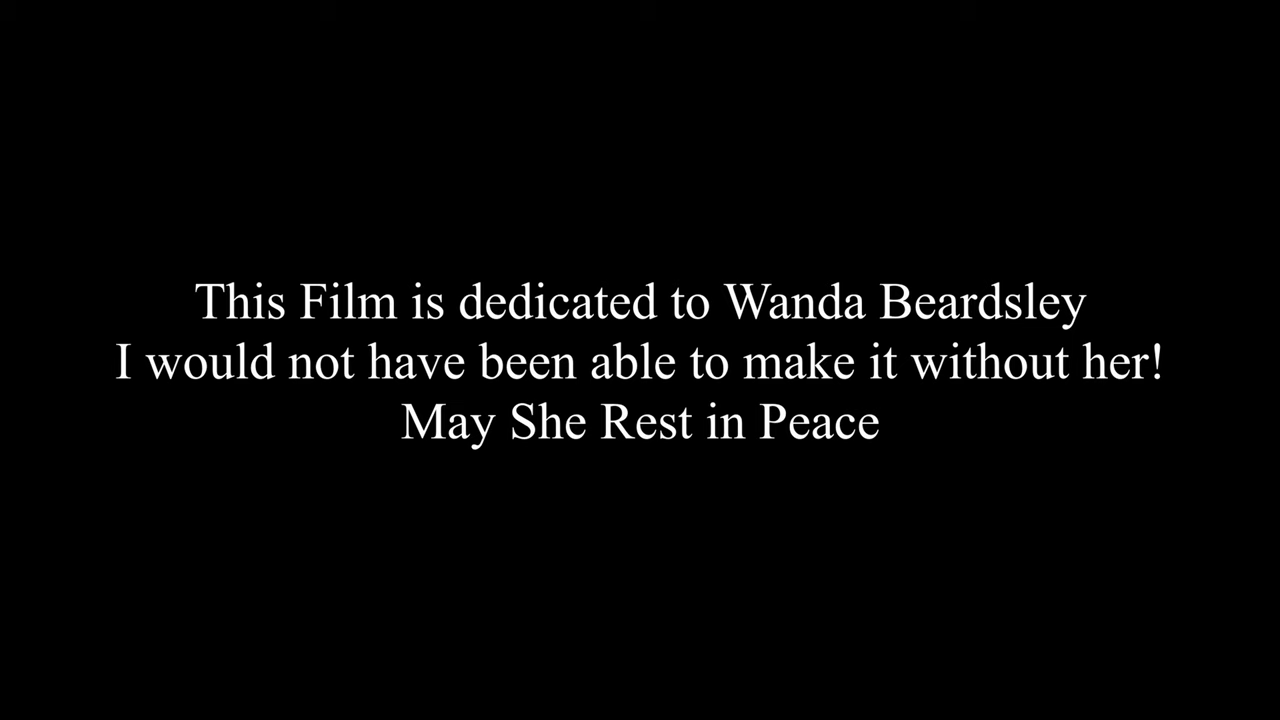 This Film is dedicated to Wanda Beardsley
I would not have been able to make it without her!
May She Rest in Peace